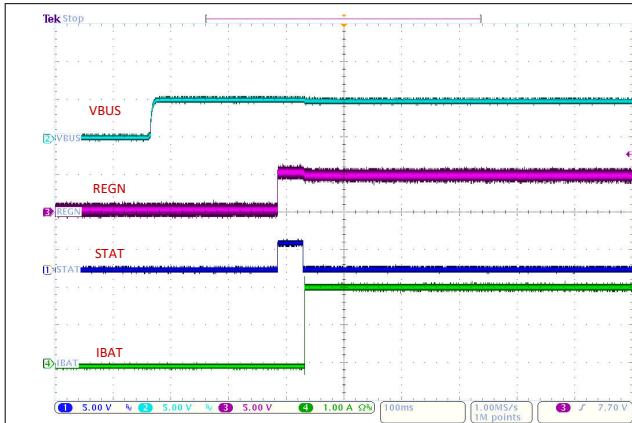 Tek Stop
VBUS
2 VBUS
REGN
3 REGN
STAT
1 STAT
IBAT
4 IBAT
1 5.00 V 2 5.00 V 3 5.00 V 4 1.00 A Ω 100ms 1.00MS/s 3 7.70 V
1M points